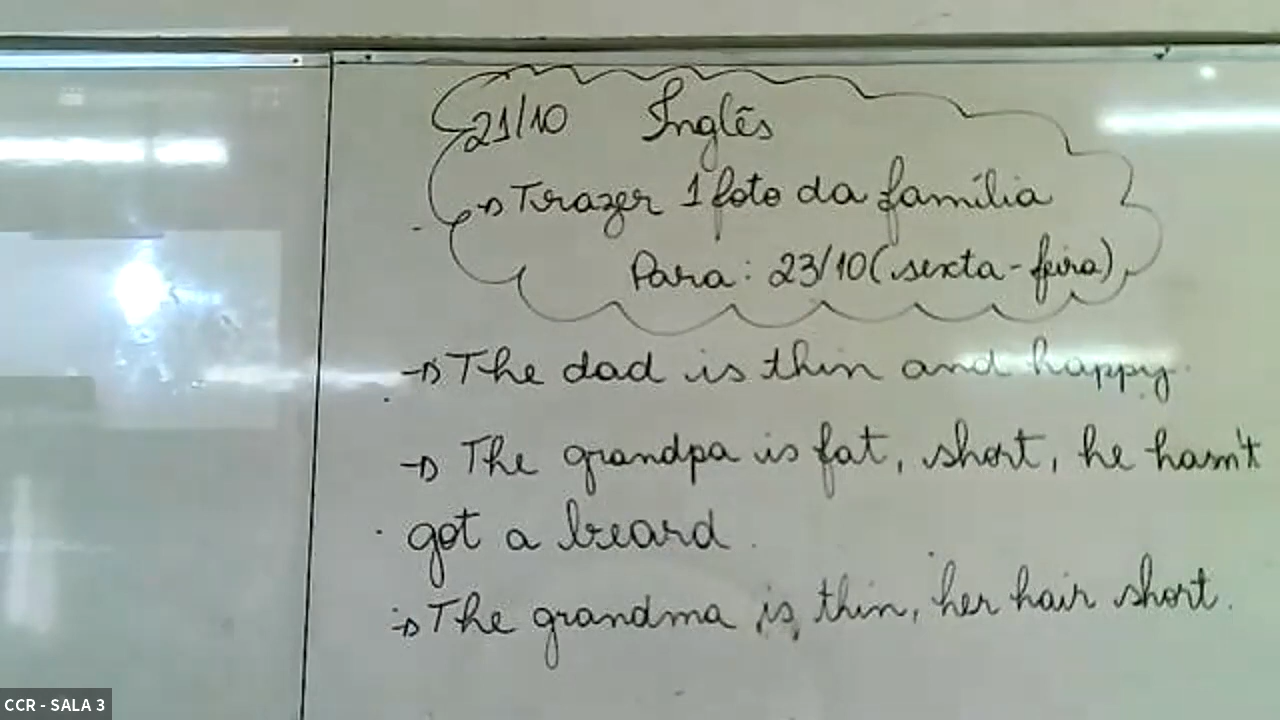 21/10 Inglês
→ Trazer 1 foto da família
Para: 23/10 (sexta-feira)
→ The dad is thin and happy.
→ The grandpa is fat, short, he hasn't
got a beard.
→ The grandma is thin, her hair short.
CCR - SALA 3